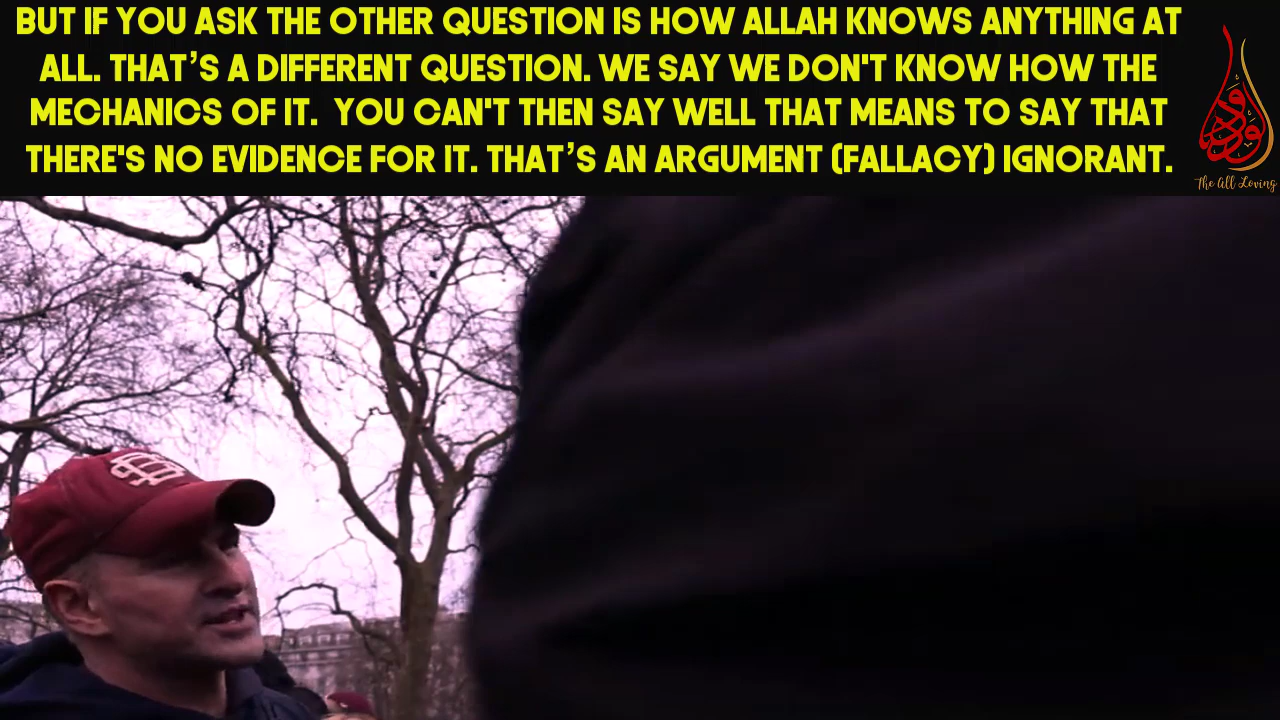 BUT IF YOU ASK THE OTHER QUESTION IS HOW ALLAH KNOWS ANYTHING AT
ALL. THAT’S A DIFFERENT QUESTION. WE SAY WE DON'T KNOW HOW THE
MECHANICS OF IT. YOU CAN'T THEN SAY WELL THAT MEANS TO SAY THAT
THERE'S NO EVIDENCE FOR IT. THAT’S AN ARGUMENT (FALLACY) IGNORANT.
The All Loving